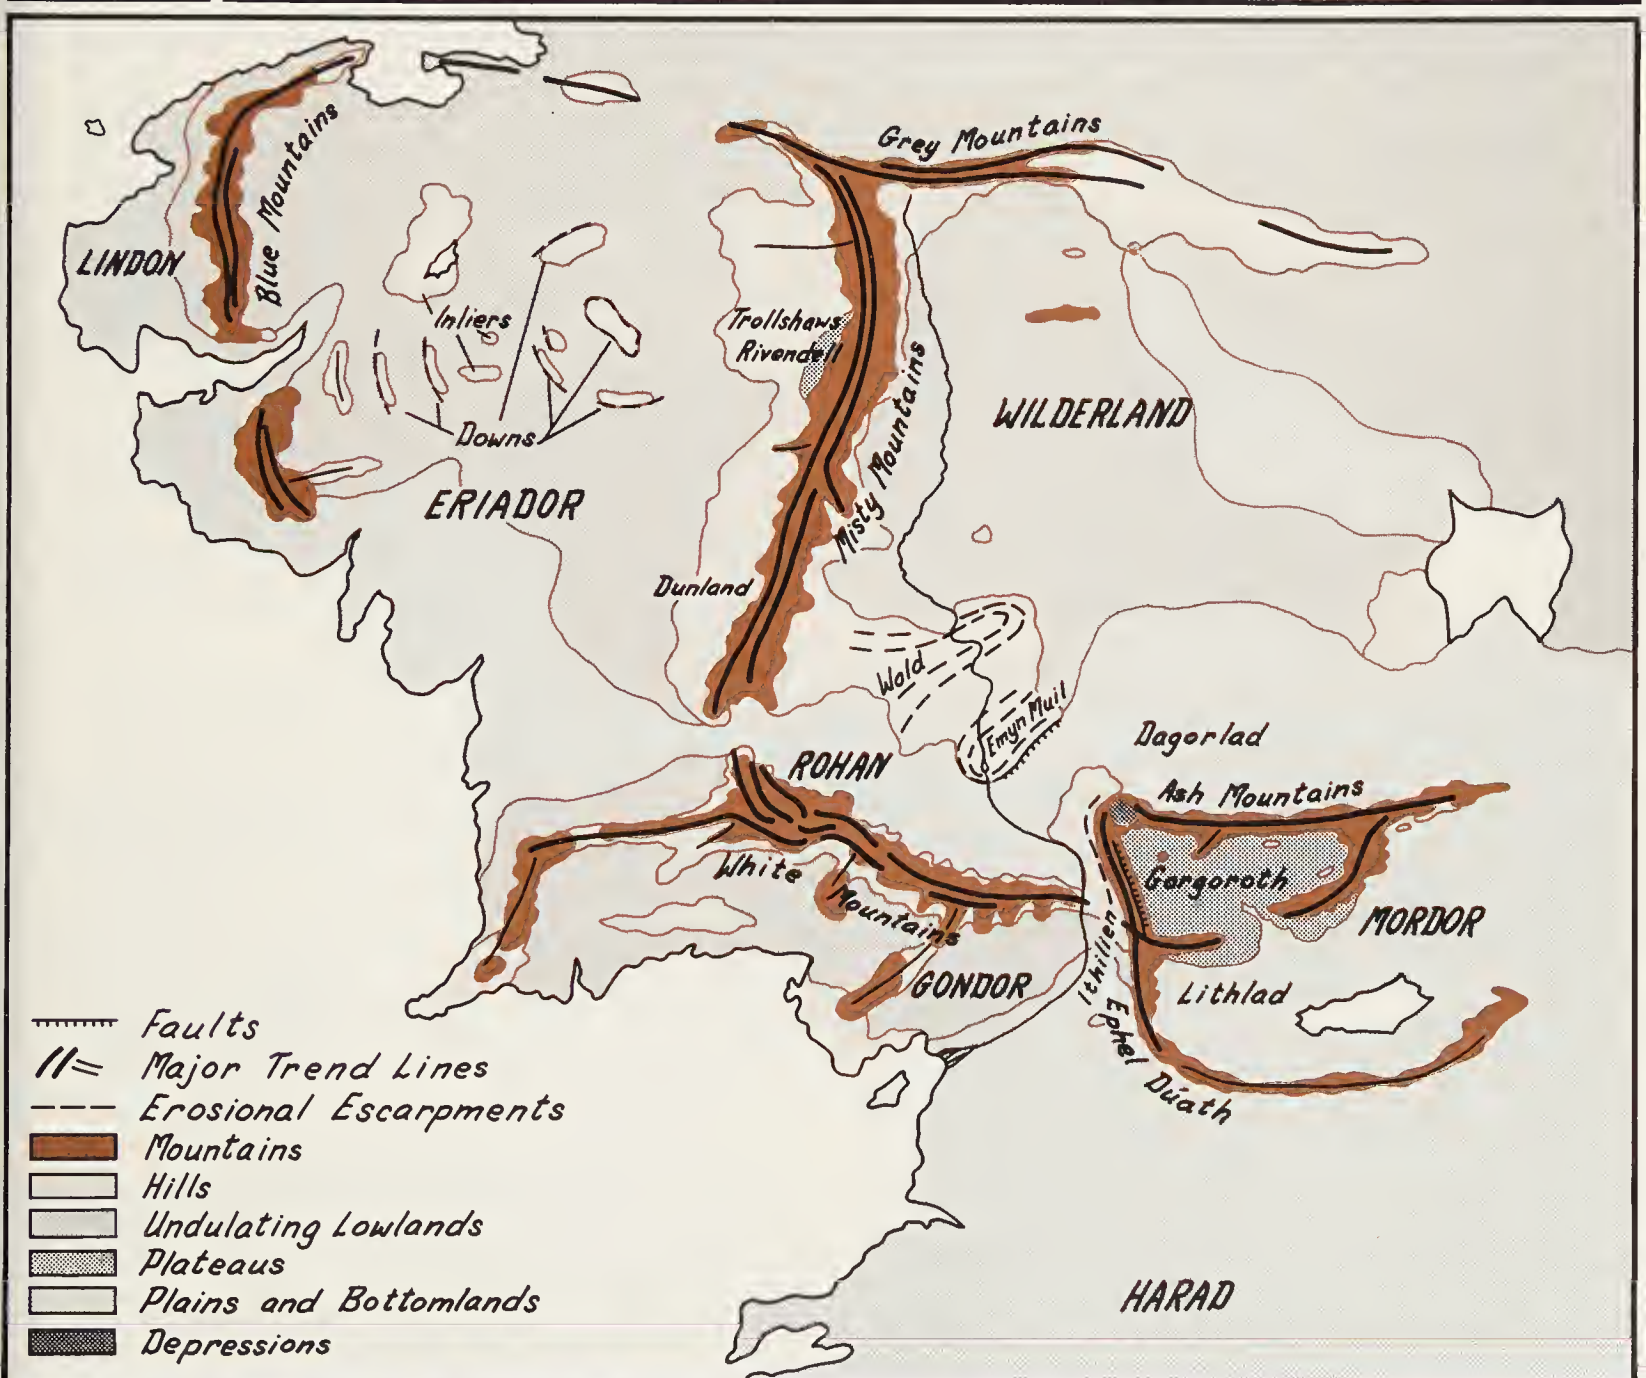 Grey Mountains
Blue Mountains
LINDON
Inliers
Trollshaws
Rivendell
Downs
WILDERLAND
Misty Mountains
ERIADOR
Dunland
Wold
Emyn Muil
Dagorlad
ROHAN
Ash Mountains
White Mountains
Gorgoroth
MORDOR
Ithilien
GONDOR
Lithlad
Ephel Dúath
Faults
Major Trend Lines
Erosional Escarpments
Mountains
Hills
Undulating Lowlands
Plateaus
Plains and Bottomlands
Depressions
HARAD